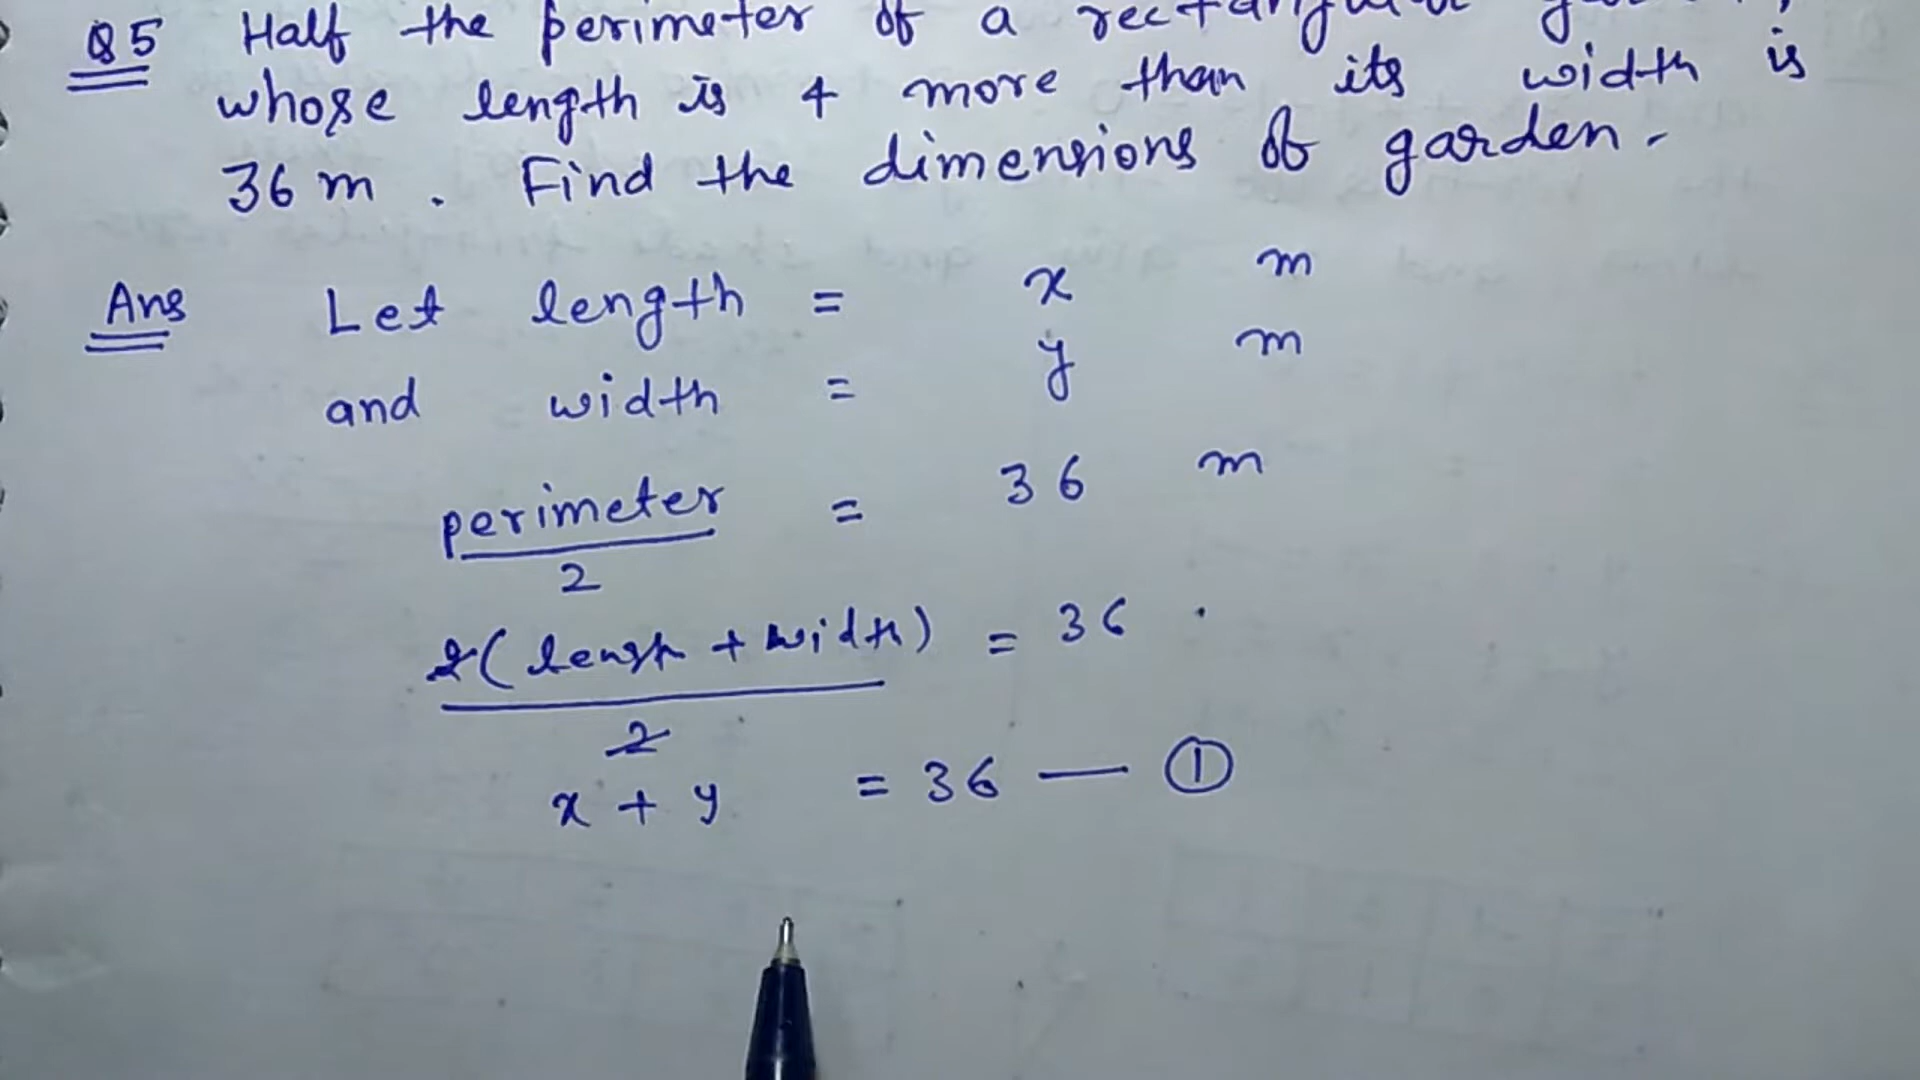 Q5 Half the perimeter of a rectangular
whose length is 4 more than its width is
36 m . Find the dimensions of garden.
Ans Let length = x m
and width = y m
perimeter = 36 m
2
2(length + width) = 36 .
2
x + y = 36 — ①